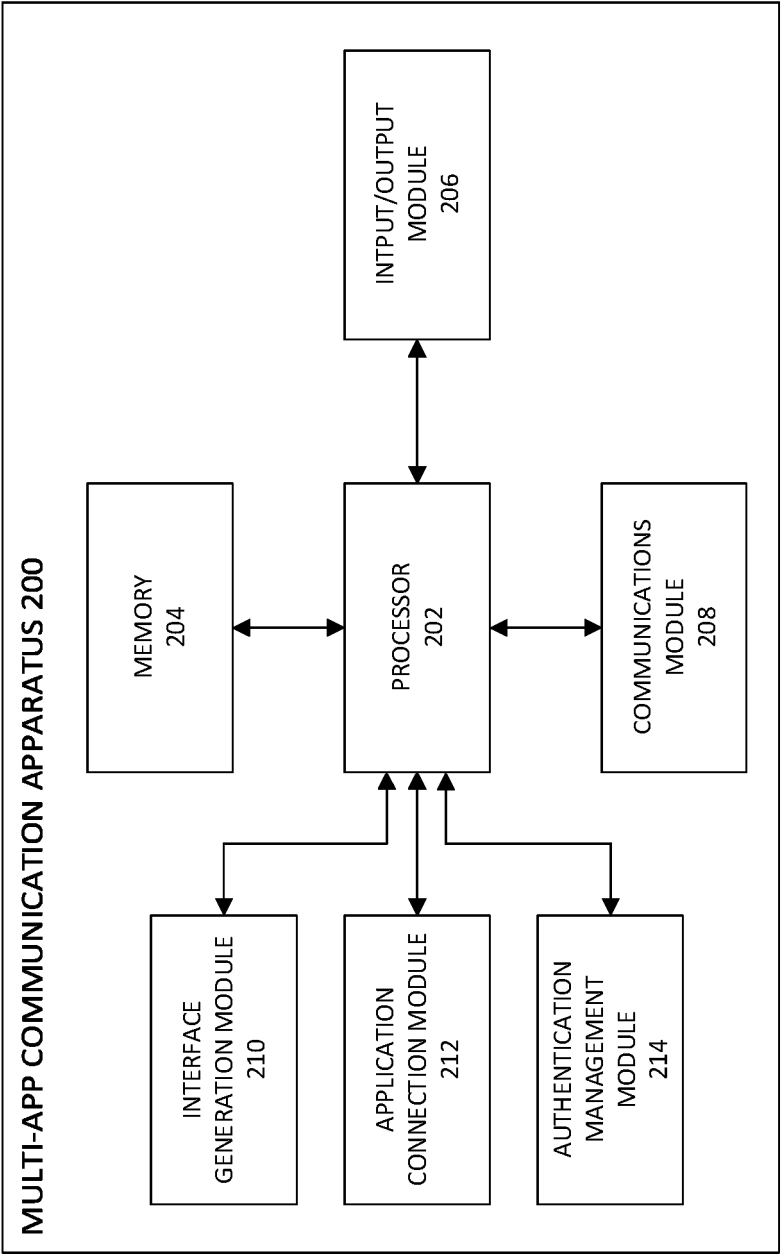 MULTI-APP COMMUNICATION APPARATUS 200
INTERFACE
GENERATION MODULE
210
APPLICATION
CONNECTION MODULE
212
AUTHENTICATION
MANAGEMENT
MODULE
214
MEMORY
204
PROCESSOR
202
COMMUNICATIONS
MODULE
208
INTPUT/OUTPUT
MODULE
206